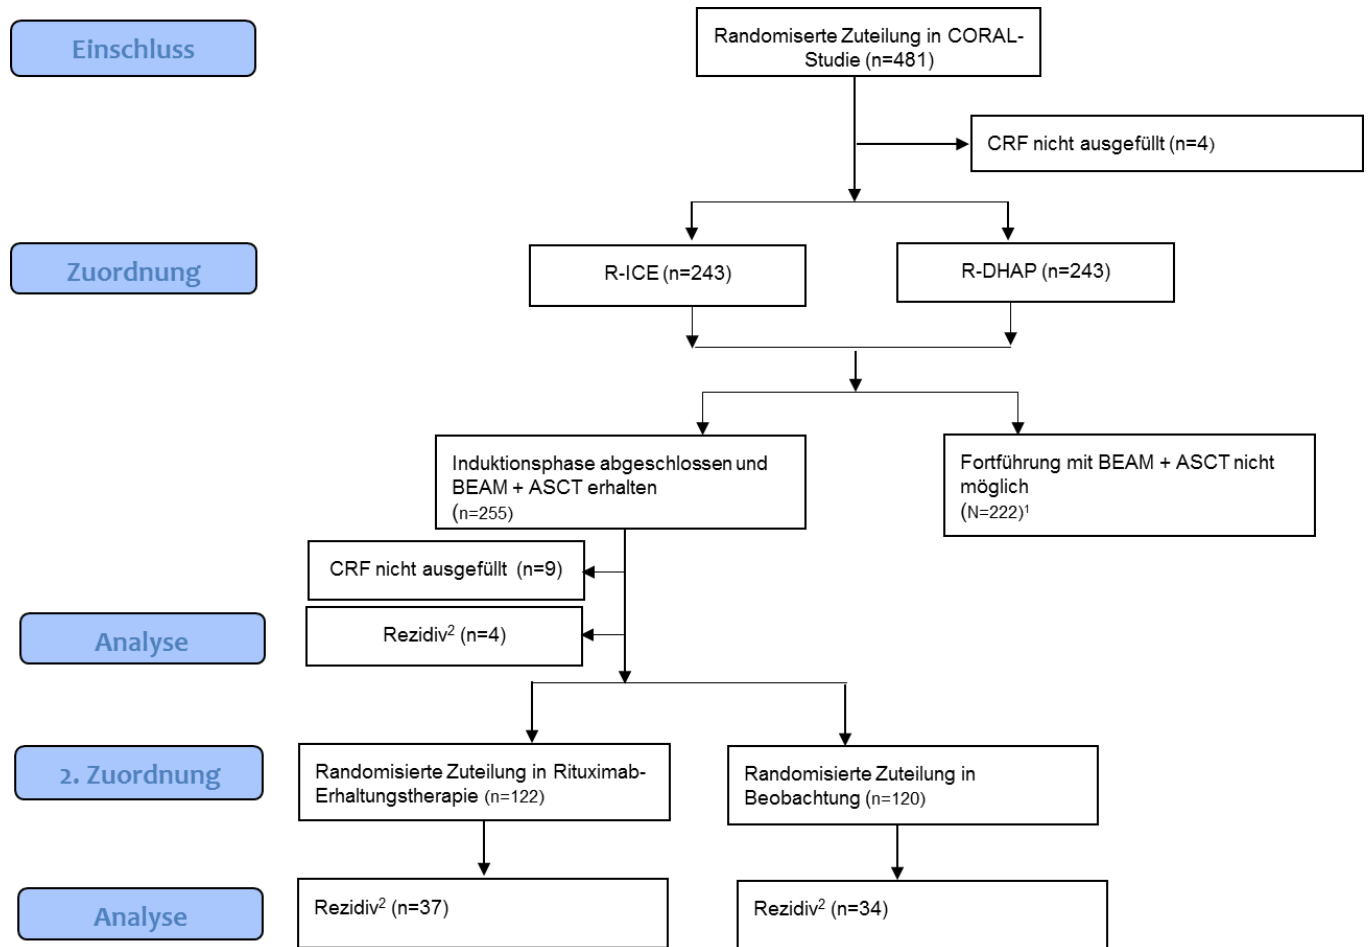 Einschluss
Randomiserte Zuteilung in CORAL-
Studie (n=481)
CRF nicht ausgefüllt (n=4)
Zuordnung
R-ICE (n=243)
R-DHAP (n=243)
Induktionsphase abgeschlossen und
BEAM + ASCT erhalten
(n=255)
Fortführung mit BEAM + ASCT nicht
möglich
(N=222)¹
CRF nicht ausgefüllt (n=9)
Analyse
Rezidiv² (n=4)
2. Zuordnung
Randomisierte Zuteilung in Rituximab-
Erhaltungstherapie (n=122)
Randomisierte Zuteilung in
Beobachtung (n=120)
Analyse
Rezidiv² (n=37)
Rezidiv² (n=34)